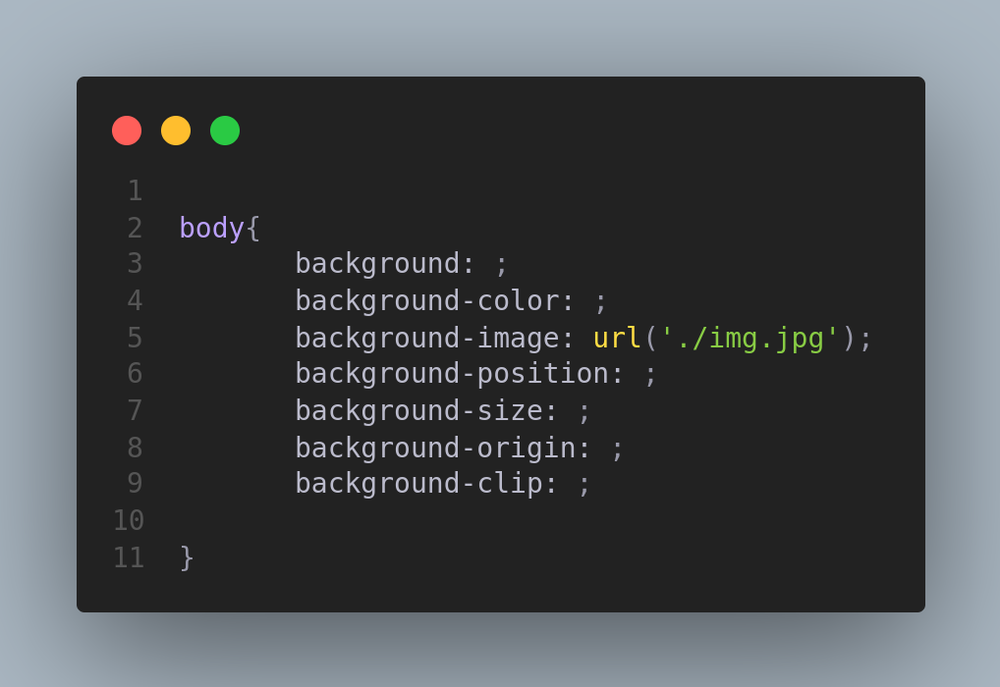 1
2 body{
3 background: ;
4 background-color: ;
5 background-image: url('./img.jpg');
6 background-position: ;
7 background-size: ;
8 background-origin: ;
9 background-clip: ;
10
11 }